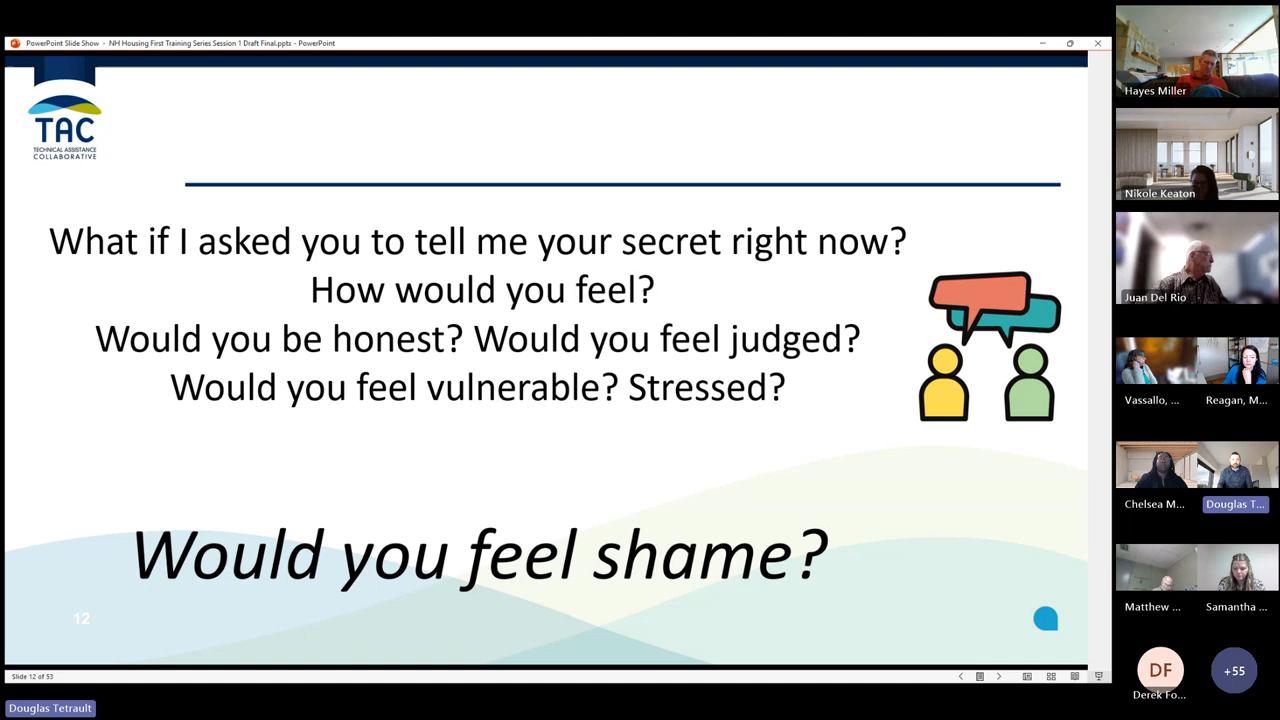 PowerPoint Slide Show - NH Housing First Training Series Session 1 Draft Final.pptx - PowerPoint
TAC
TECHNICAL ASSISTANCE
COLLABORATIVE
What if I asked you to tell me your secret right now?
How would you feel?
Would you be honest? Would you feel judged?
Would you feel vulnerable? Stressed?
Would you feel shame?
12
Slide 12 of 53
Douglas Tetrault
Hayes Miller
Nikole Keaton
Juan Del Rio
Vassallo, ...
Reagan, M...
Chelsea M...
Douglas T...
Matthew ...
Samantha ...
DF
Derek Fo...
+55